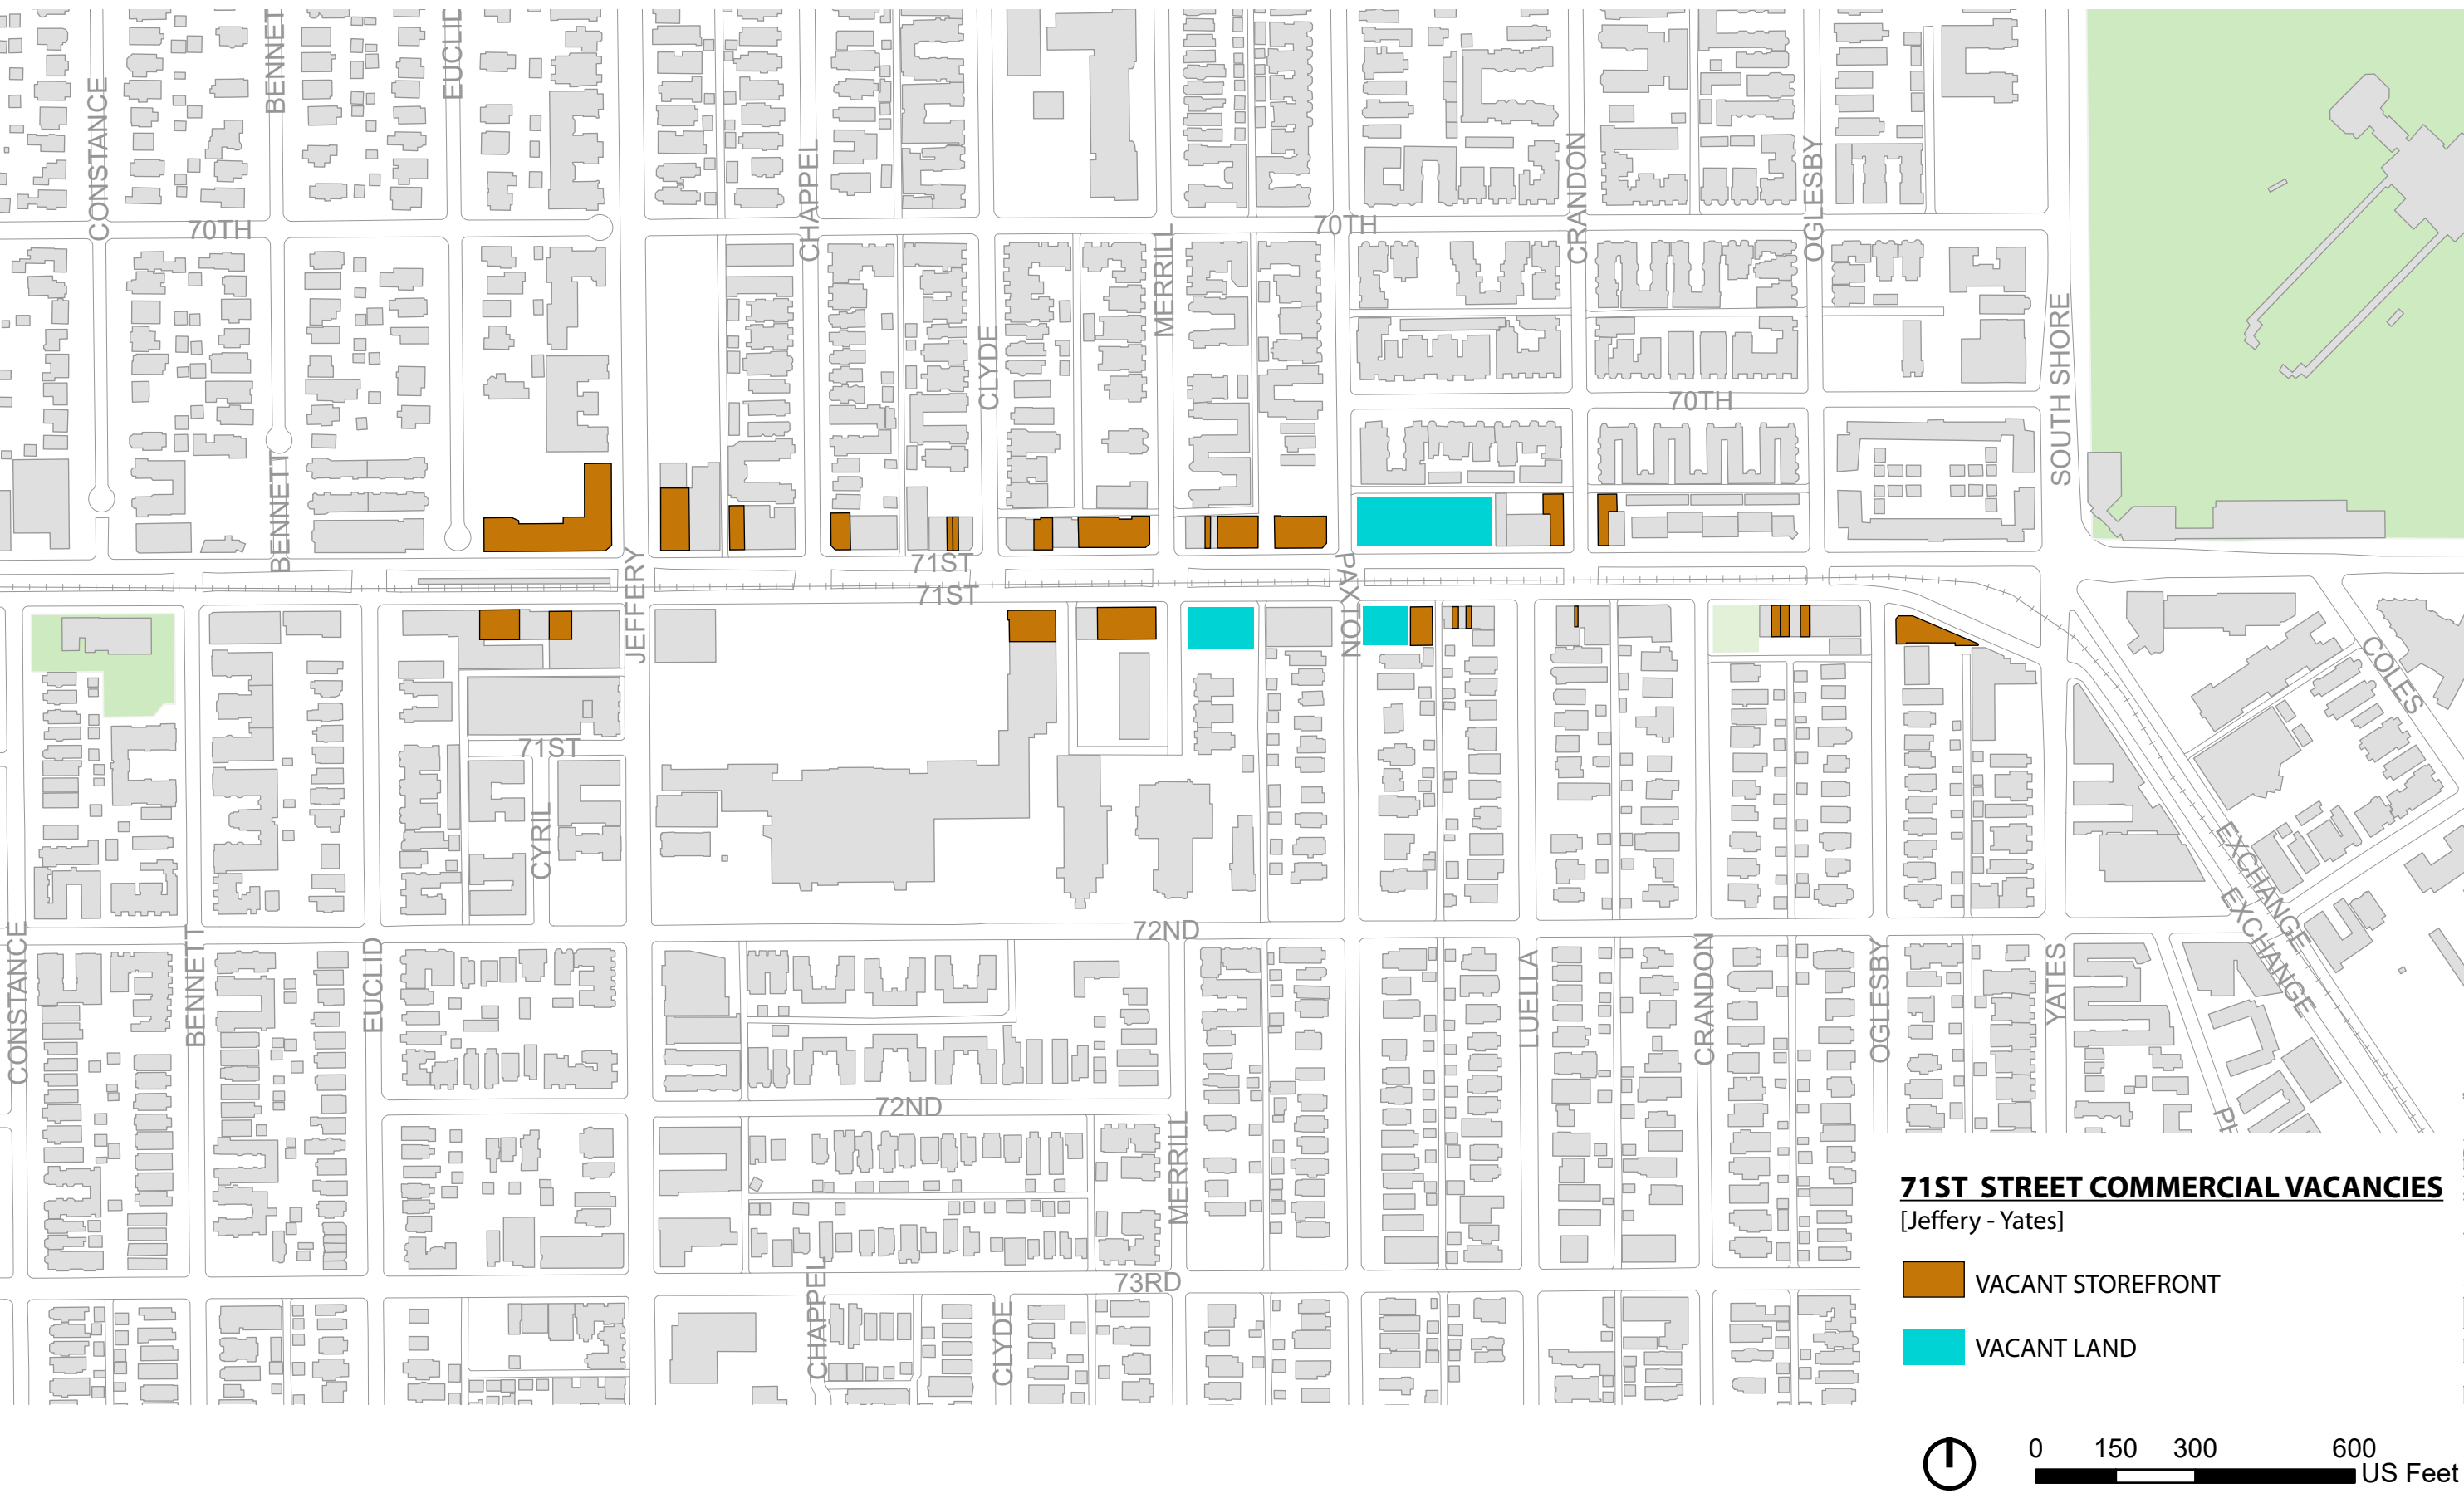 BENNET
EUCLID
CONSTANCE
CHAPPEL
CRANDON
OGLESBY
70TH
70TH
MERRILL
CLYDE
SOUTH SHORE
70TH
BENNETT
JEFFERY
71ST
71ST
PAXTON
COLES
71ST
CYRIL
EXCHANGE
EXCHANGE
72ND
CONSTANCE
BENNETT
EUCLID
LUELLA
CRANDON
OGLESBY
YATES
72ND
MERRILL
73RD
CHAPPEL
CLYDE
71ST STREET COMMERCIAL VACANCIES
[Jeffery - Yates]
VACANT STOREFRONT
VACANT LAND
0 150 300 600
US Feet